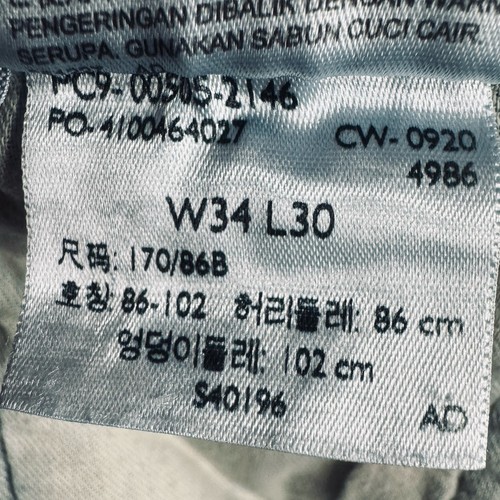 PENGERINGAN DIBALIK DENGAN WARN
SERUPA. GUNAKAN SABUN CUCI CAIR
PC9-00505-2146
PO-4100464027 CW-0920
4986
W34 L30
尺码: 170/86B
호칭: 86-102 허리둘레: 86 cm
엉덩이둘레: 102 cm
S40196
AD